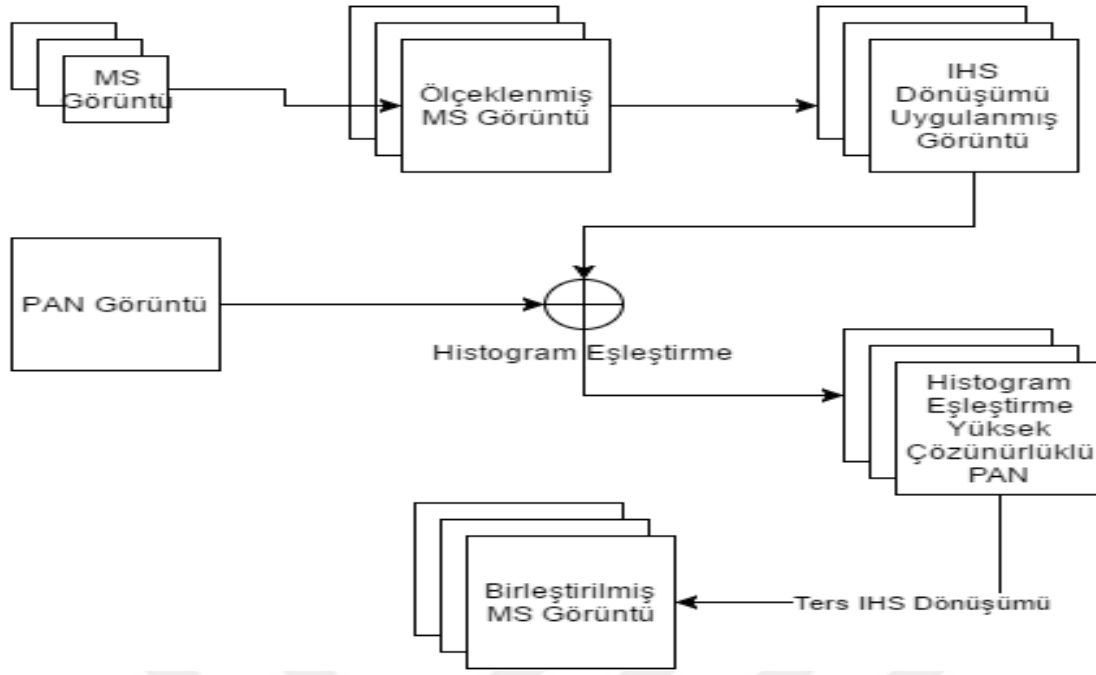 MS
Görüntü
Ölçeklenmiş
MS Görüntü
IHS
Dönüşümü
Uygulanmış
Görüntü
PAN Görüntü
Histogram Eşleştirme
Histogram
Eşleştirme
Yüksek
Çözünürlüklü
PAN
Birleştirilmiş
MS Görüntü
Ters IHS Dönüşümü